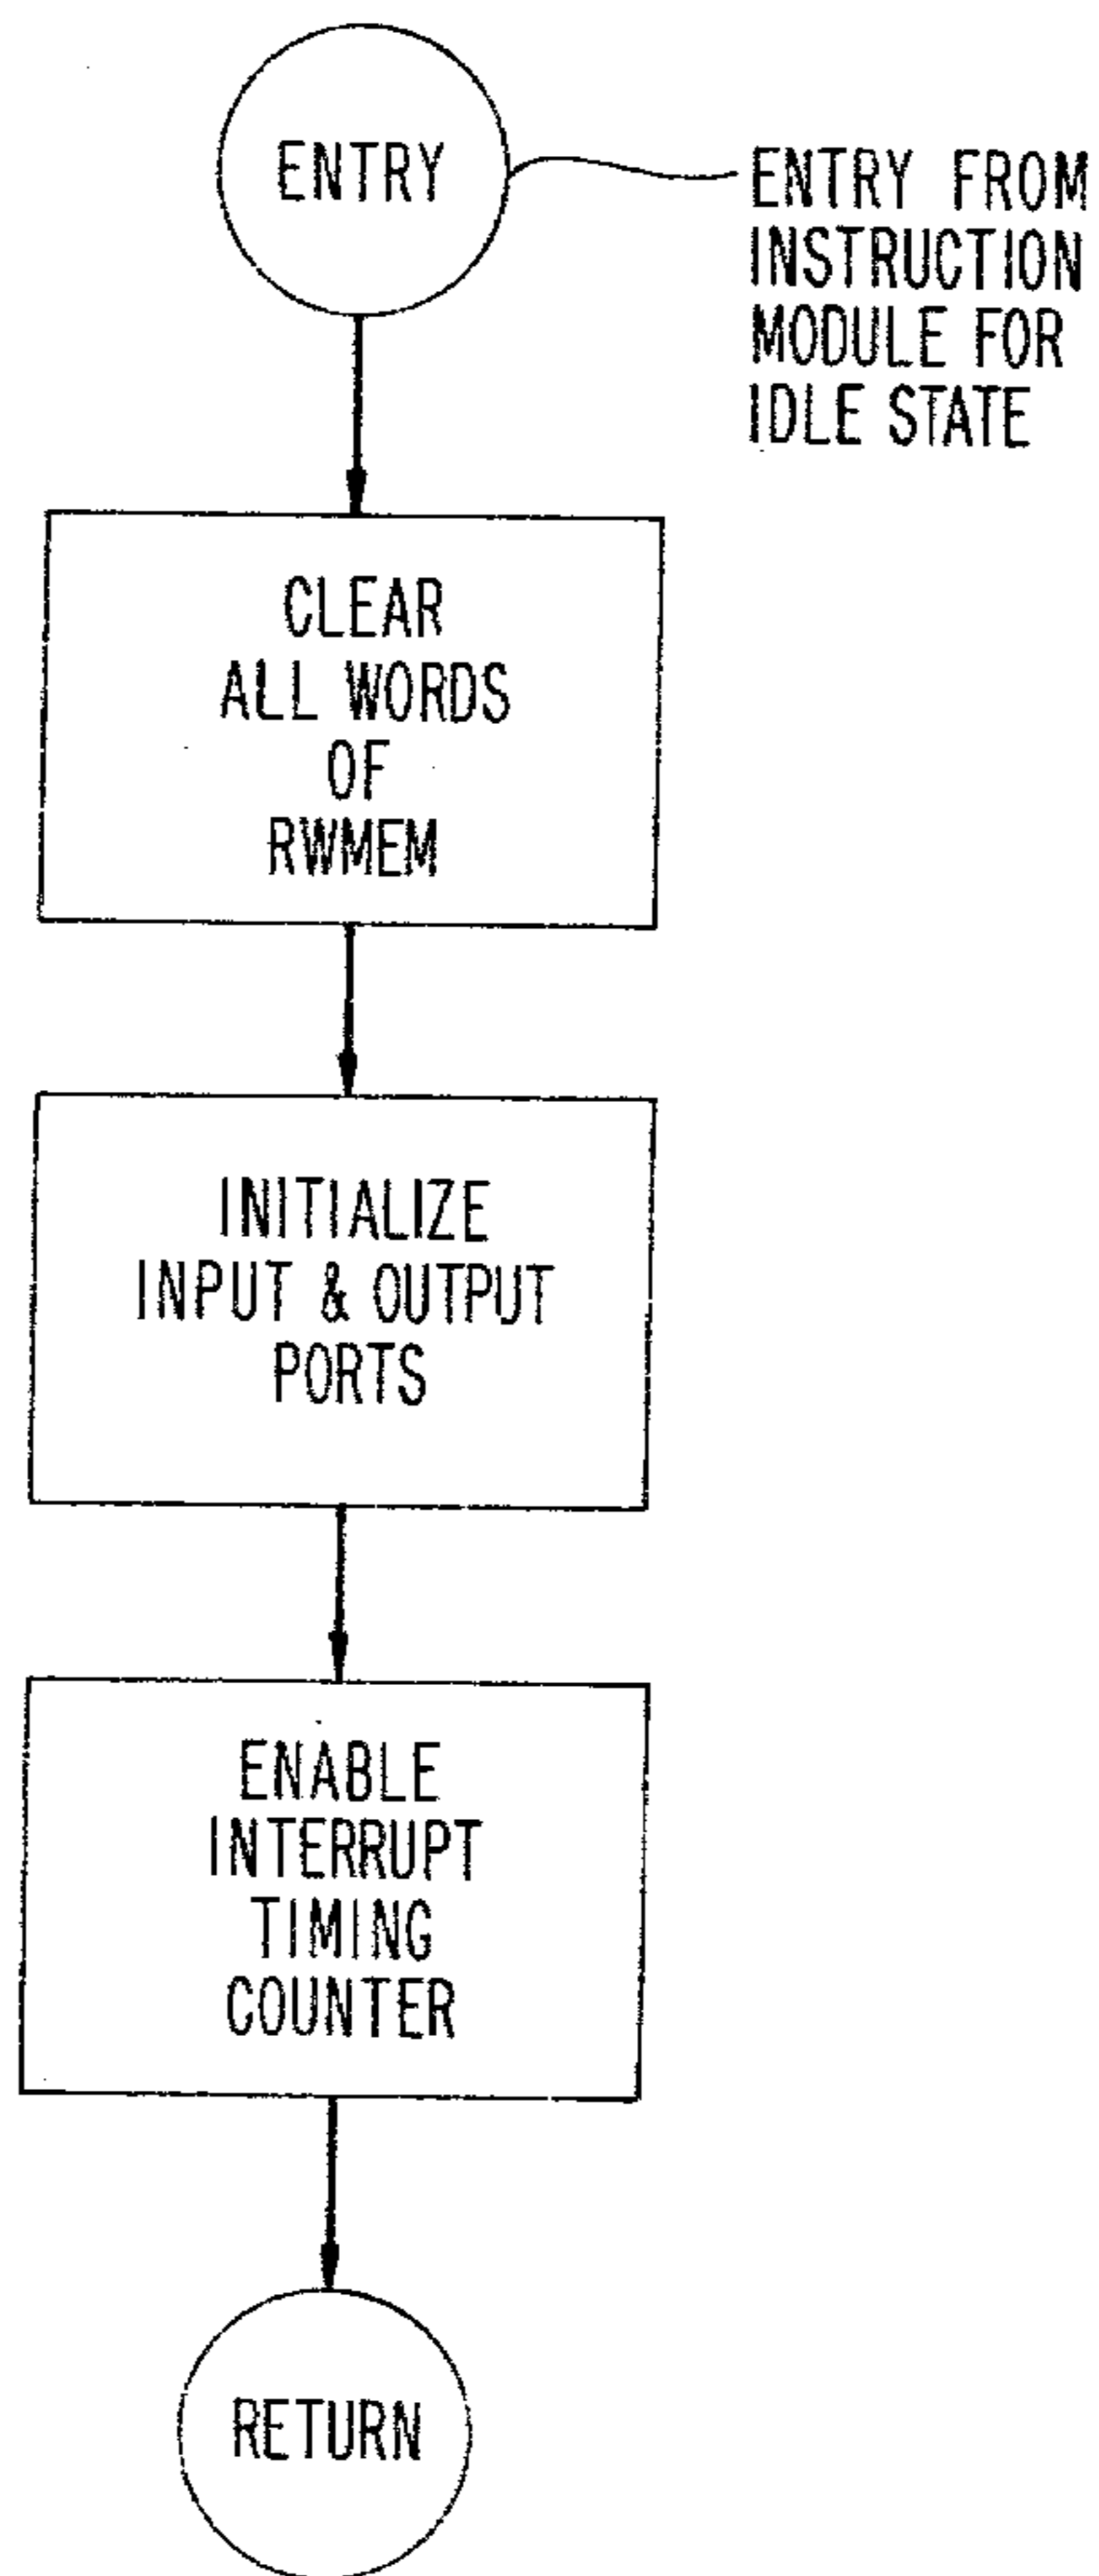 ENTRY
ENTRY FROM
INSTRUCTION
MODULE FOR
IDLE STATE
CLEAR
ALL WORDS
OF
RWMEM
INITIALIZE
INPUT & OUTPUT
PORTS
ENABLE
INTERRUPT
TIMING
COUNTER
RETURN